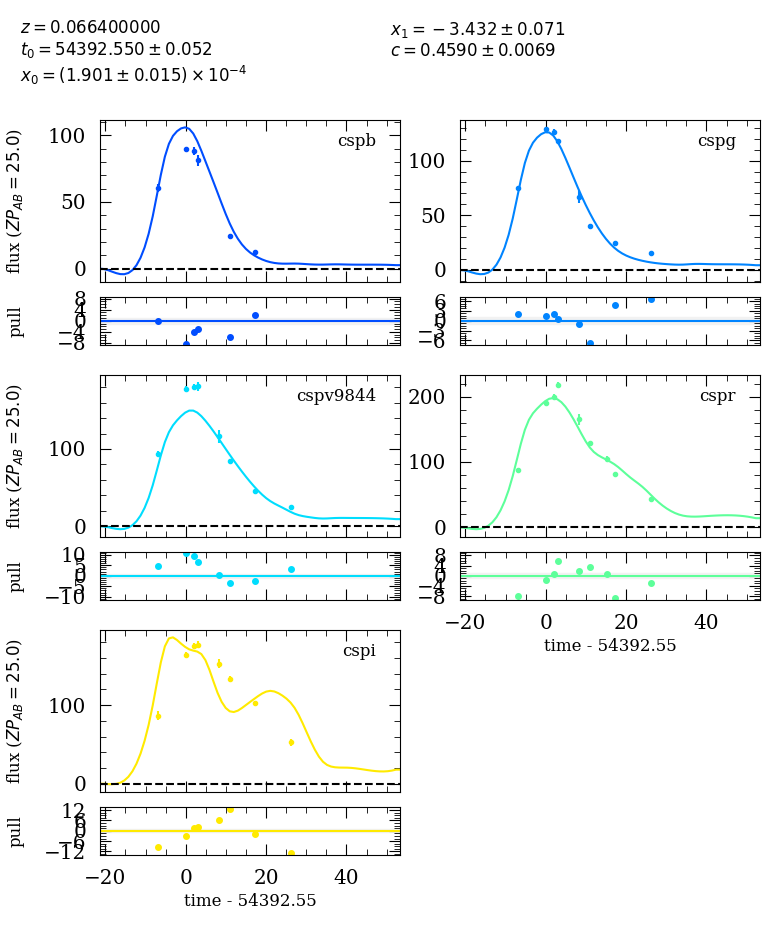 z = 0.066400000
t₀ = 54392.550 ± 0.052
x₀ = (1.901 ± 0.015) × 10⁻⁴
x₁ = −3.432 ± 0.071
c = 0.4590 ± 0.0069
flux (ZP_AB = 25.0)
100
50
0
cspb
pull
8
4
0
−4
−8
100
50
0
cspg
6
3
0
−3
−6
flux (ZP_AB = 25.0)
100
0
cspv9844
pull
10
5
0
−5
−10
200
100
0
cspr
8
4
0
−4
−8
−20 0 20 40
time - 54392.55
flux (ZP_AB = 25.0)
100
0
cspi
pull
12
6
0
−6
−12
−20 0 20 40
time - 54392.55